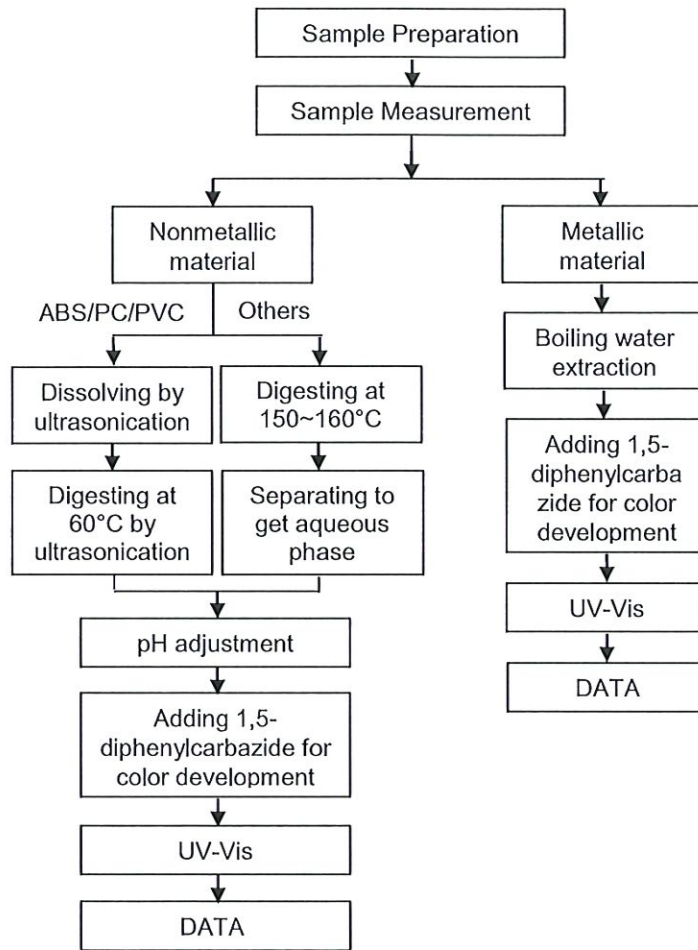 Sample Preparation
Sample Measurement
Nonmetallic
material
Metallic
material
ABS/PC/PVC
Others
Boiling water
extraction
Dissolving by
ultrasonication
Digesting at
150~160°C
Adding 1,5-
diphenylcarba
zide for color
development
Digesting at
60°C by
ultrasonication
Separating to
get aqueous
phase
UV-Vis
pH adjustment
DATA
Adding 1,5-
diphenylcarbazide for
color development
UV-Vis
DATA